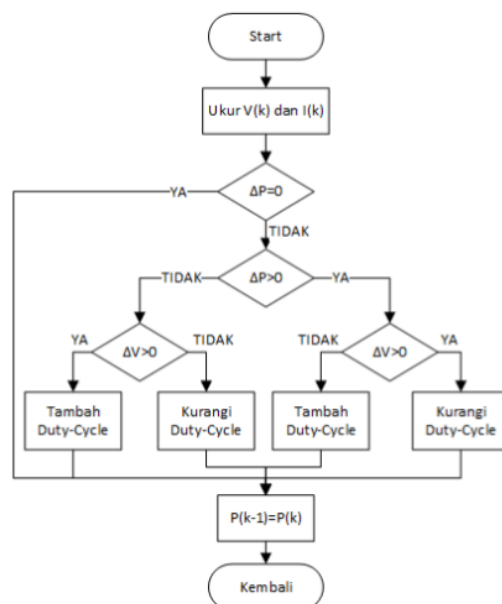 Start
Ukur V(k) dan I(k)
YA
ΔP=0
TIDAK
TIDAK
ΔP>0
YA
YA
ΔV>0
TIDAK
TIDAK
ΔV>0
YA
Tambah
Duty-Cycle
Kurangi
Duty-Cycle
Tambah
Duty-Cycle
Kurangi
Duty-Cycle
P(k-1)=P(k)
Kembali